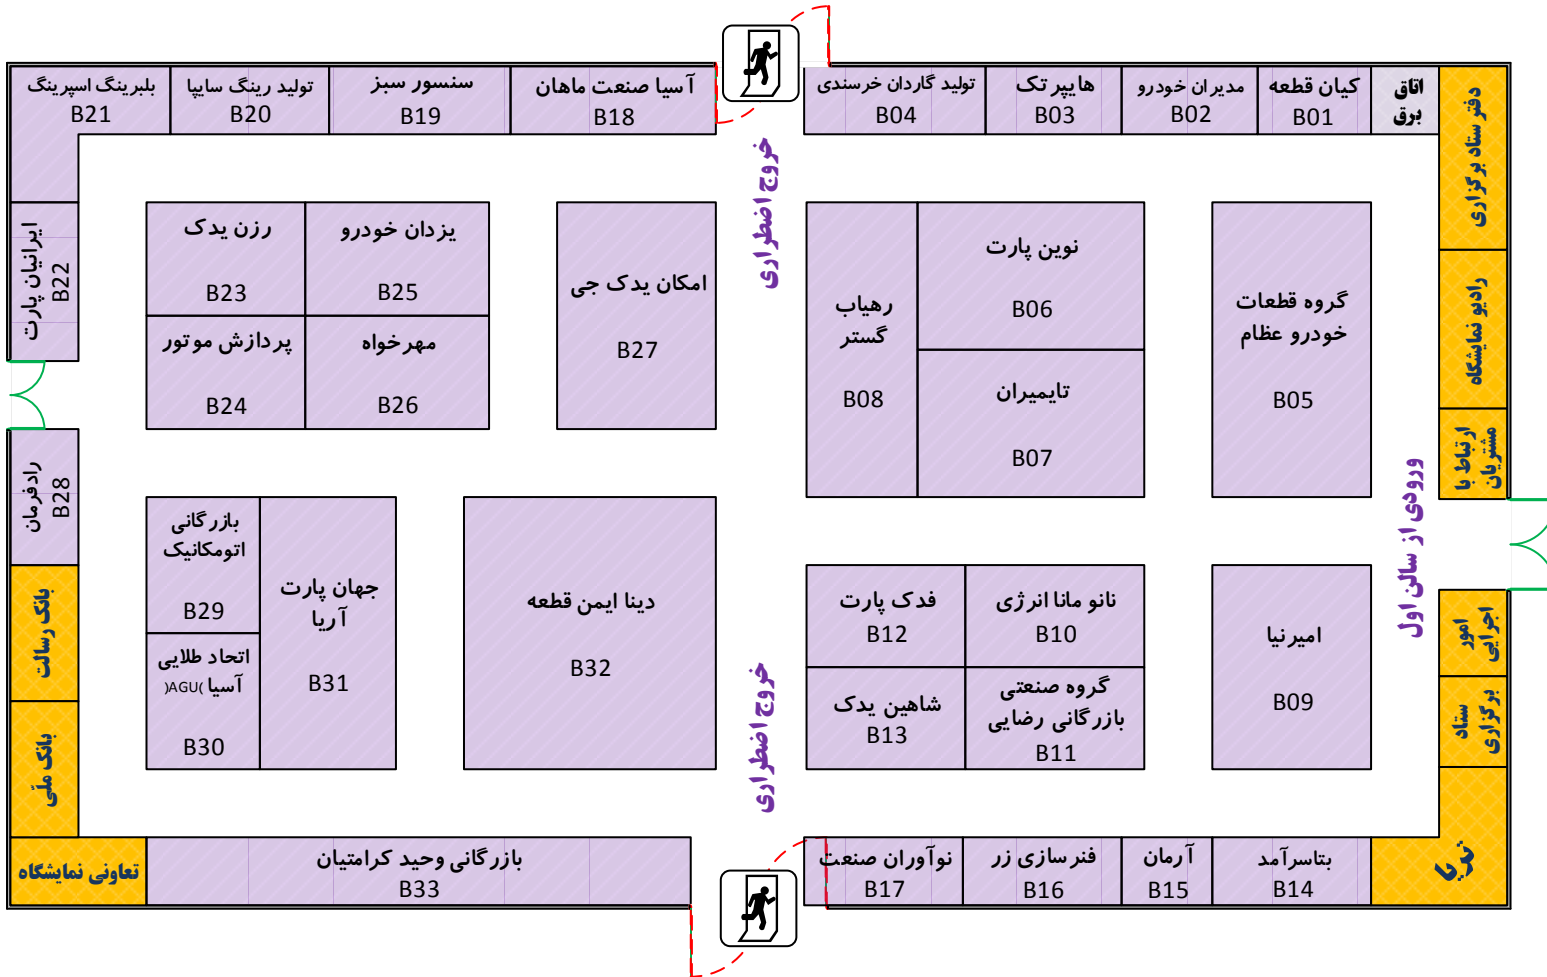 کیان قطعه
B01
مدیران خودرو
B02
هایپر تک
B03
تولید گاردان خرسندی
B04
آسیا صنعت ماهان
B18
سنسور سبز
B19
تولید رینگ سایپا
B20
بلبرینگ اسپرینگ
B21
اتاق
برق
دفتر ستاد برگزاری
رادیو نمایشگاه
ارتباط با
مشتریان
خروج اضطراری
گروه قطعات
خودرو عظام
B05
نوین پارت
B06
تایمیران
B07
رهیاب
گستر
B08
امکان یدک جی
B27
یزدان خودرو
B25
رزن یدک
B23
مهرخواه
B26
پردازش موتور
B24
ایرانیان پارت
B22
رادفرمان
B28
ورودی از سالن اول
امیرنیا
B09
نانو مانا انرژی
B10
گروه صنعتی
بازرگانی رضایی
B11
فدک پارت
B12
شاهین یدک
B13
خروج اضطراری
دینا ایمن قطعه
B32
جهان پارت
آریا
B31
بازرگانی
اتومکانیک
B29
اتحاد طلایی
آسیا )AGU(
B30
بانک رسالت
بانک ملّی
تعاونی نمایشگاه
امور
اجرایی
ستاد
برگزاری
بتاسرآمد
B14
آرمان
B15
فنرسازی زر
B16
نوآوران صنعت
B17
بازرگانی وحید کرامتیان
B33